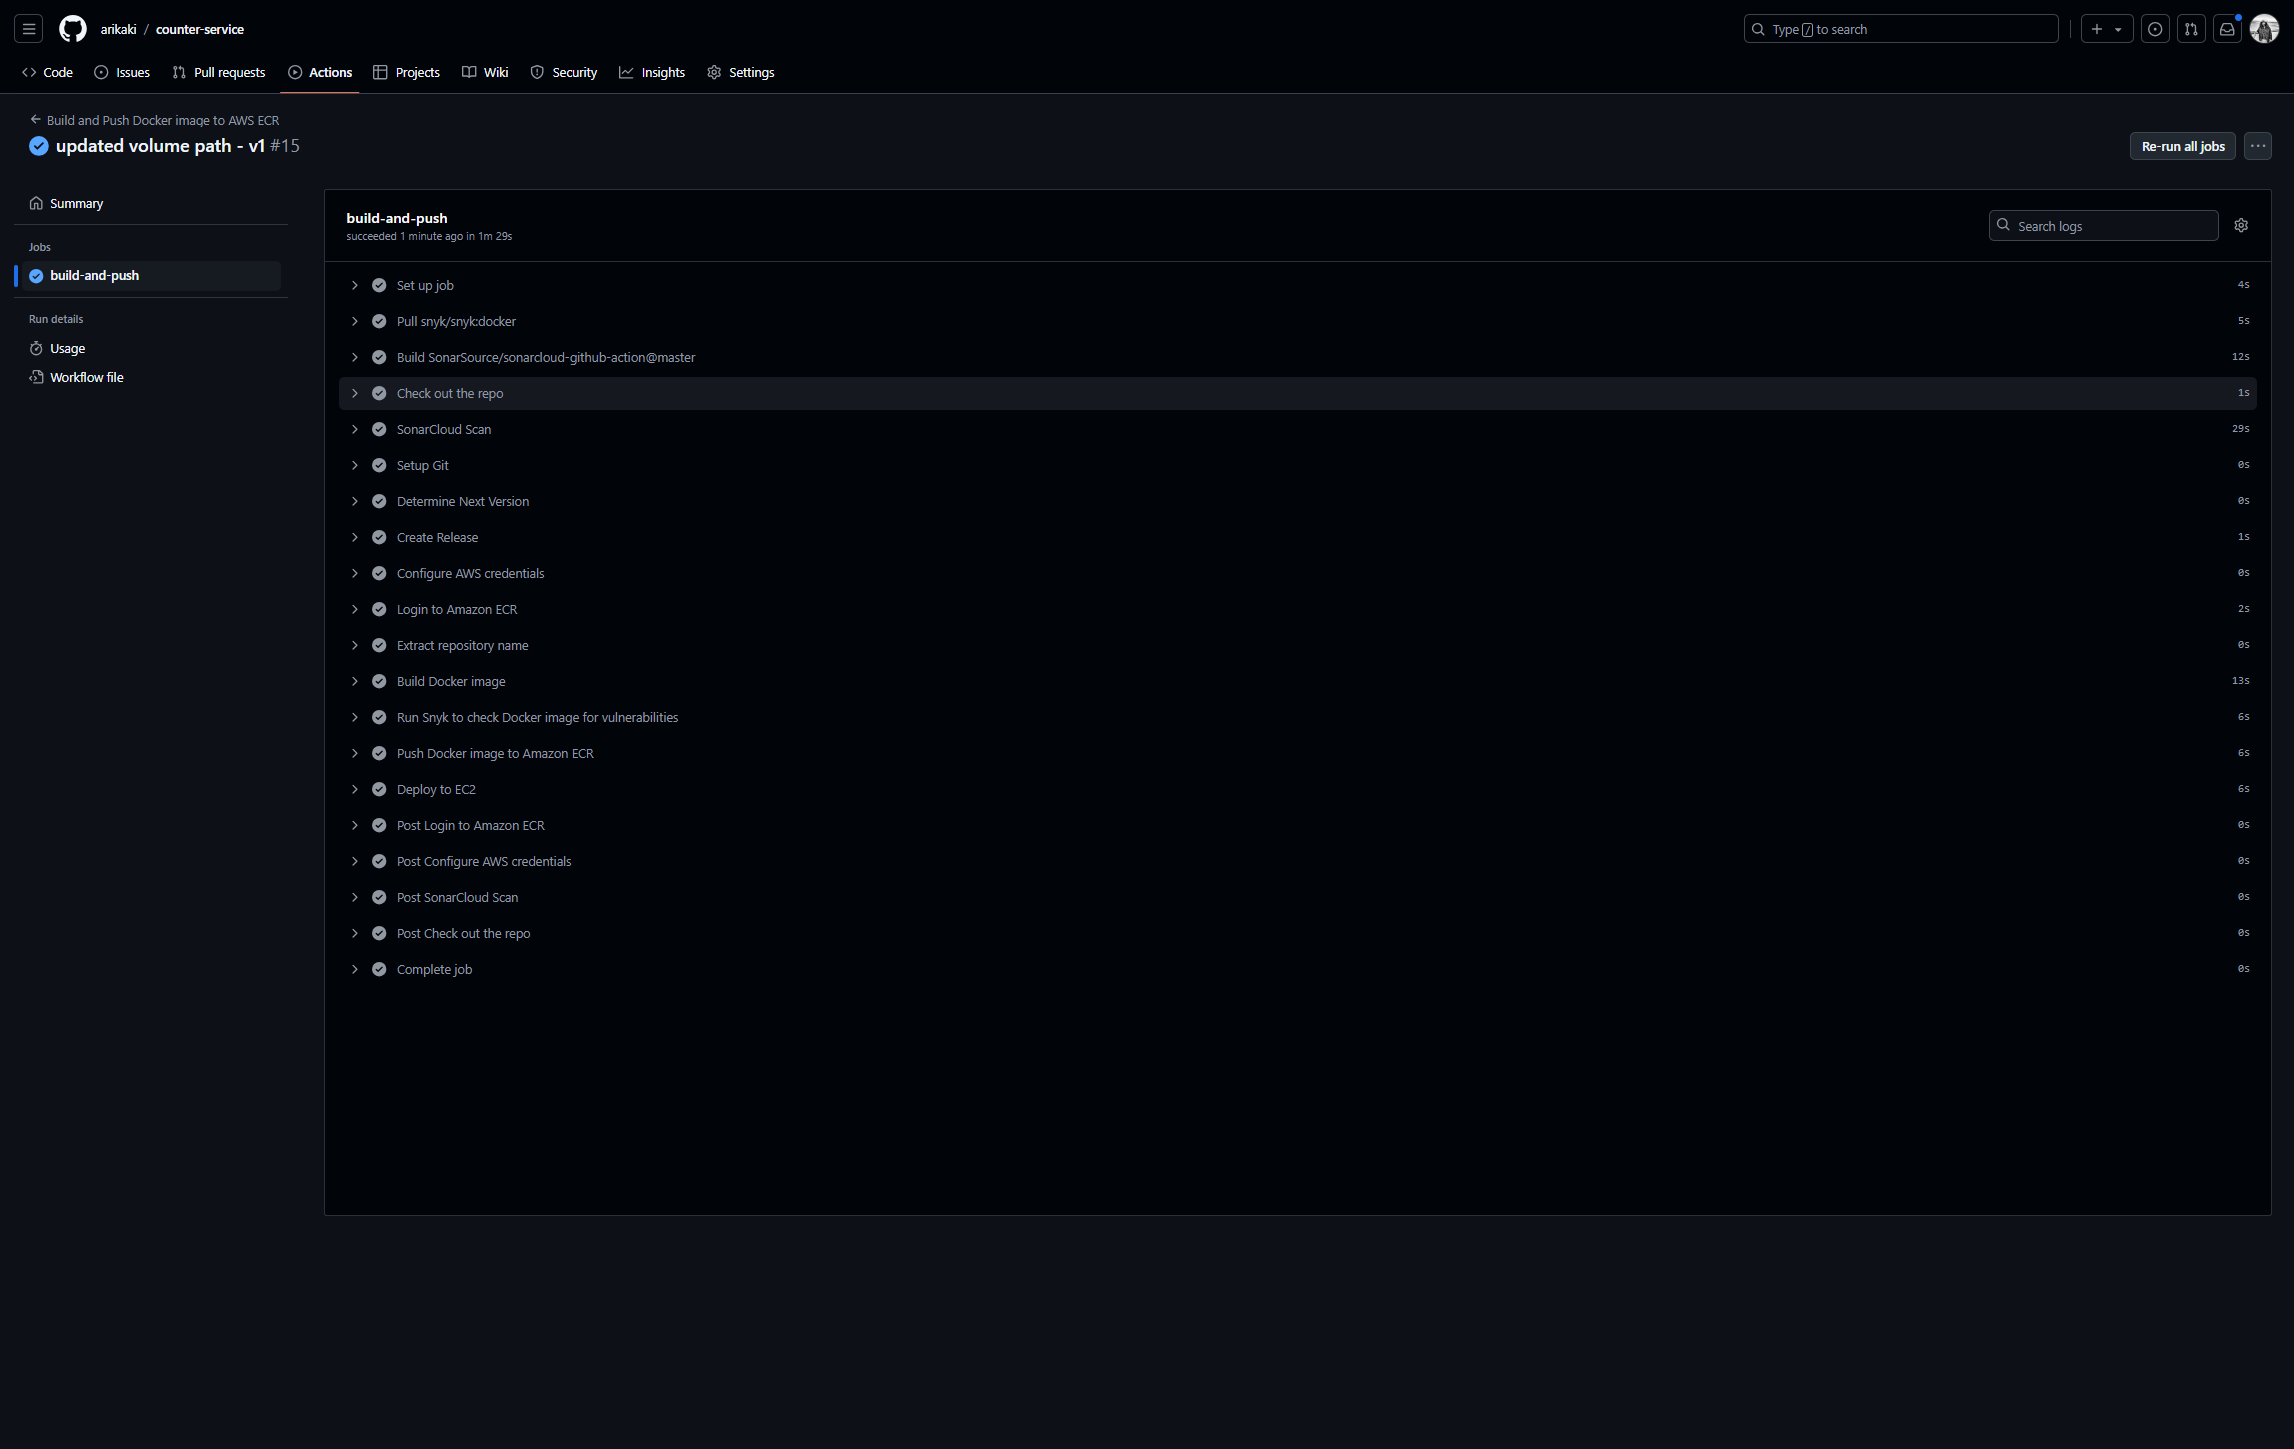 arikaki / counter-service
Type / to search
Code Issues Pull requests Actions Projects Wiki Security Insights Settings
Build and Push Docker image to AWS ECR
updated volume path - v1 #15
Re-run all jobs
Summary
Jobs
build-and-push
Run details
Usage
Workflow file
build-and-push
succeeded 1 minute ago in 1m 29s
Search logs
Set up job 4s
Pull snyk/snyk:docker 5s
Build SonarSource/sonarcloud-github-action@master 12s
Check out the repo 1s
SonarCloud Scan 29s
Setup Git 0s
Determine Next Version 0s
Create Release 1s
Configure AWS credentials 0s
Login to Amazon ECR 2s
Extract repository name 0s
Build Docker image 13s
Run Snyk to check Docker image for vulnerabilities 6s
Push Docker image to Amazon ECR 6s
Deploy to EC2 6s
Post Login to Amazon ECR 0s
Post Configure AWS credentials 0s
Post SonarCloud Scan 0s
Post Check out the repo 0s
Complete job 0s